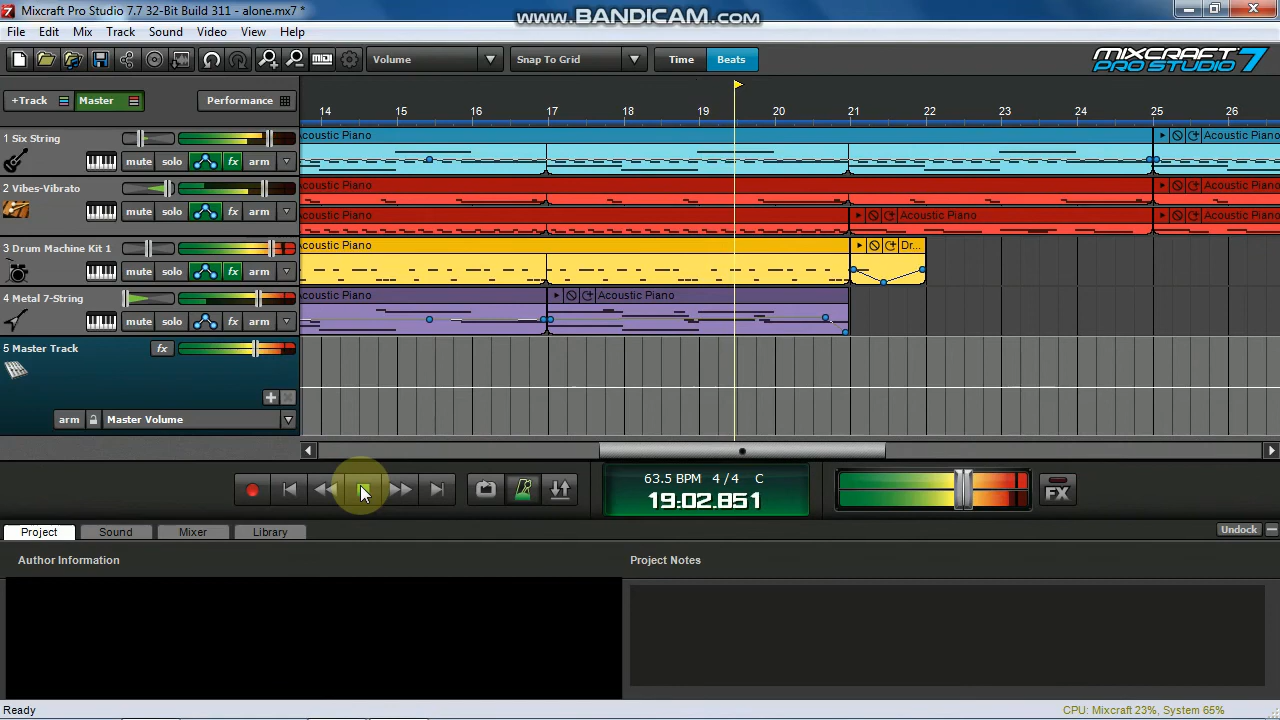 Mixcraft Pro Studio 7.7 32-Bit Build 311 - alone.mx7 *
www.BANDICAM.com
File Edit Mix Track Sound Video View Help
Volume Snap To Grid Time Beats
MIXCRAFT
PRO STUDIO 7
+Track Master Performance
14 15 16 17 18 19 20 21 22 23 24 25 26
1 Six String
mute solo fx arm
coustic Piano Acoustic Piano
2 Vibes-Vibrato
mute solo fx arm
coustic Piano Acoustic Piano
coustic Piano Acoustic Piano Acoustic Piano
3 Drum Machine Kit 1
mute solo fx arm
coustic Piano Dr...
4 Metal 7-String
mute solo fx arm
coustic Piano Acoustic Piano
5 Master Track fx
arm Master Volume
63.5 BPM 4/4 C
19:02.851
FX
Project Sound Mixer Library Undock
Author Information Project Notes
Ready CPU: Mixcraft 23%, System 65%